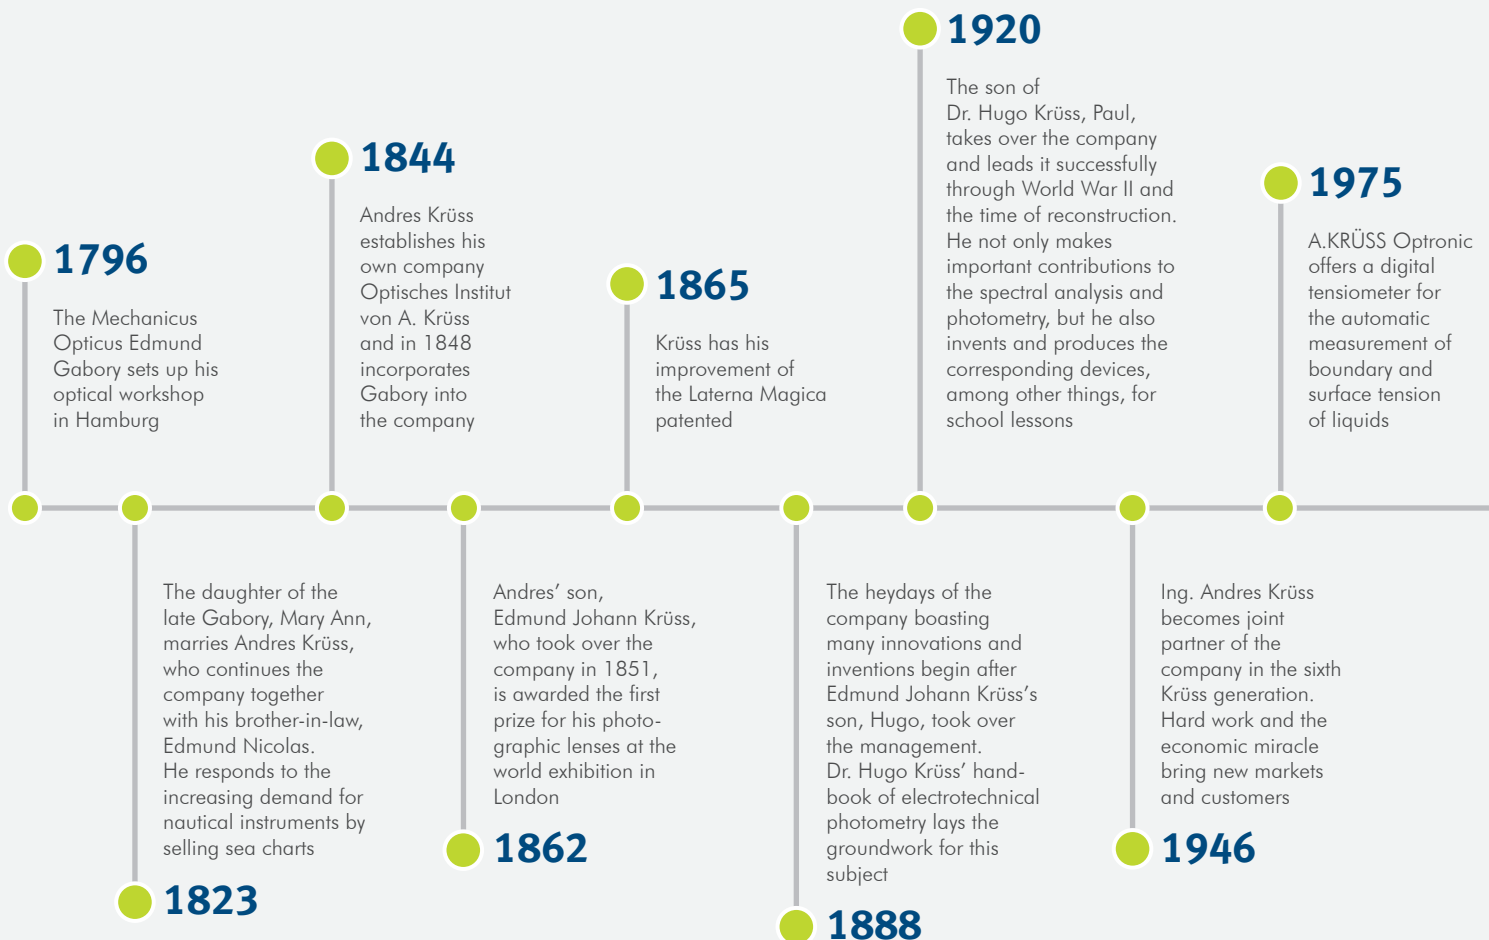 1796
The Mechanicus
Opticus Edmund
Gabory sets up his
optical workshop
in Hamburg
The daughter of the
late Gabory, Mary Ann,
marries Andres Krüss,
who continues the
company together
with his brother-in-law,
Edmund Nicolas.
He responds to the
increasing demand for
nautical instruments by
selling sea charts
1823
1844
Andres Krüss
establishes his
own company
Optisches Institut
von A. Krüss
and in 1848
incorporates
Gabory into
the company
Andres’ son,
Edmund Johann Krüss,
who took over the
company in 1851,
is awarded the first
prize for his photo-
graphic lenses at the
world exhibition in
London
1862
1865
Krüss has his
improvement of
the Laterna Magica
patented
The heydays of the
company boasting
many innovations and
inventions begin after
Edmund Johann Krüss’s
son, Hugo, took over
the management.
Dr. Hugo Krüss’ hand-
book of electrotechnical
photometry lays the
groundwork for this
subject
1888
1920
The son of
Dr. Hugo Krüss, Paul,
takes over the company
and leads it successfully
through World War II and
the time of reconstruction.
He not only makes
important contributions to
the spectral analysis and
photometry, but he also
invents and produces the
corresponding devices,
among other things, for
school lessons
Ing. Andres Krüss
becomes joint
partner of the
company in the sixth
Krüss generation.
Hard work and the
economic miracle
bring new markets
and customers
1946
1975
A.KRÜSS Optronic
offers a digital
tensiometer for
the automatic
measurement of
boundary and
surface tension
of liquids